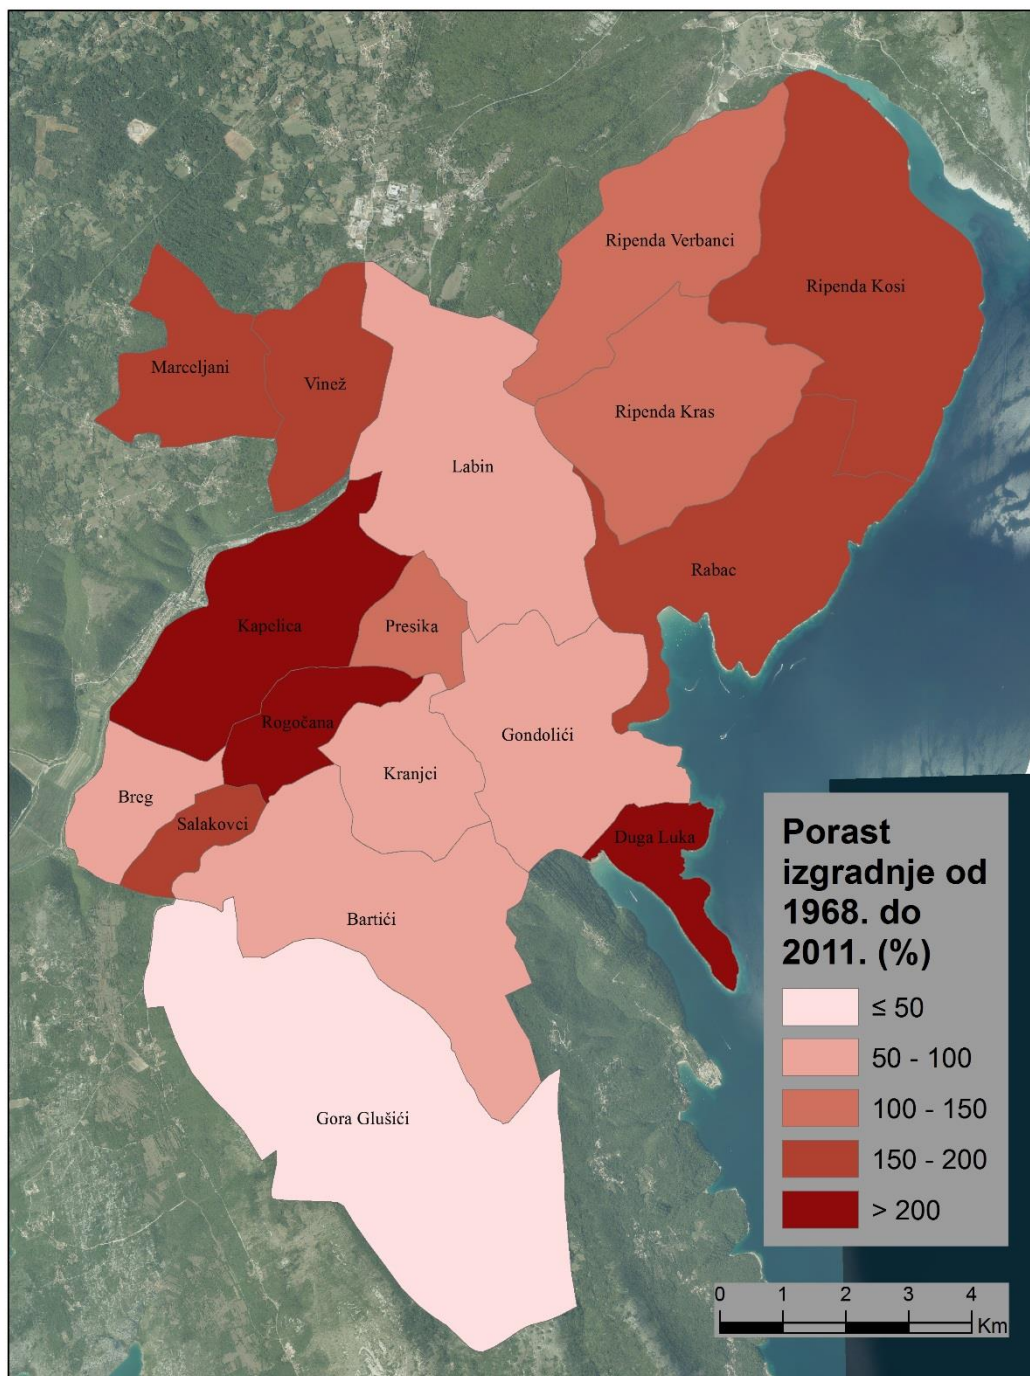 Ripenda Verbanci
Ripenda Kosi
Marceljani
Vinež
Ripenda Kras
Labin
Rabac
Kapelica
Presika
Rogočana
Gondolići
Kranjci
Breg
Salakovci
Duga Luka
Bartići
Gora Glušići
Porast
izgradnje od
1968. do
2011. (%)
≤ 50
50 - 100
100 - 150
150 - 200
> 200
0 1 2 3 4
Km